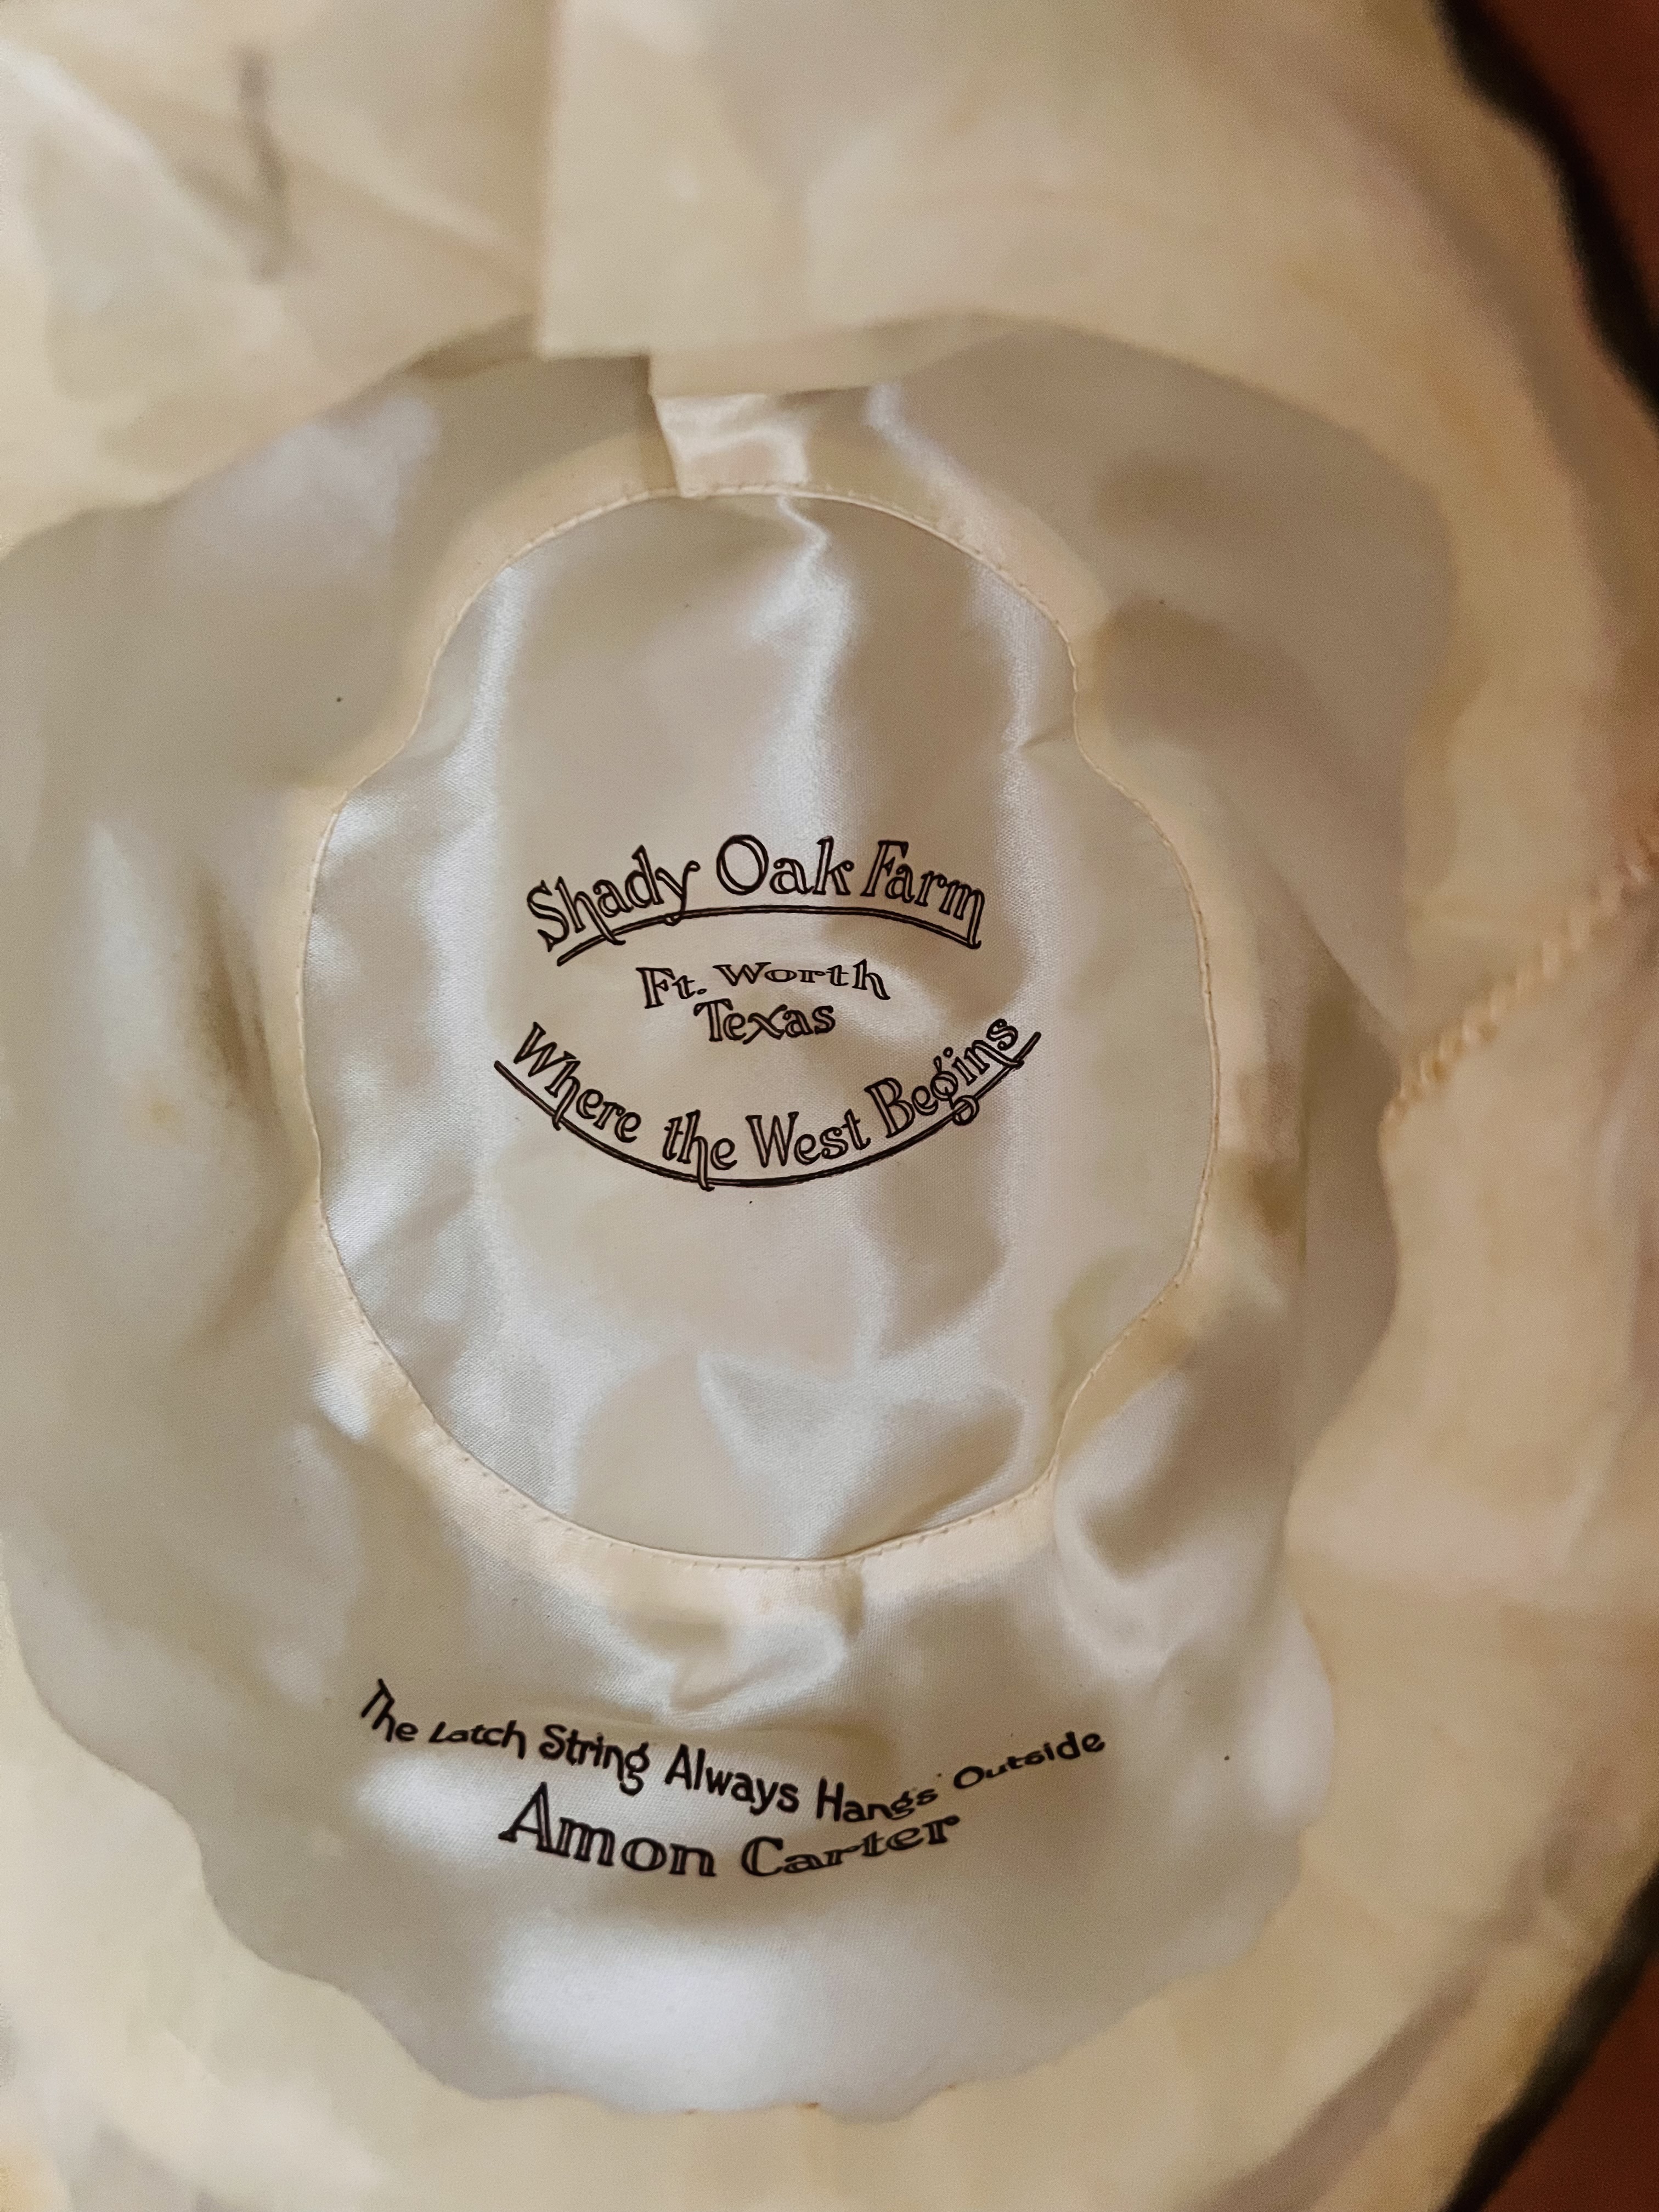 Shady Oak Farm
Ft. Worth
Texas
Where the West Begins
The Latch String Always Hangs Outside
Amon Carter